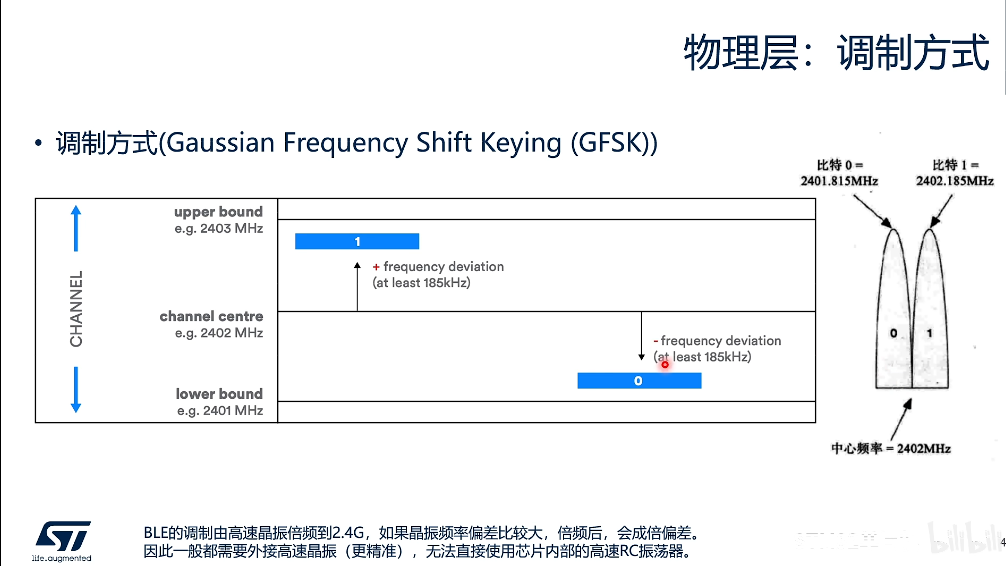 物理层：调制方式
• 调制方式(Gaussian Frequency Shift Keying (GFSK))
比特 0 =
2401.815MHz
比特 1 =
2402.185MHz
upper bound
e.g. 2403 MHz
1
+ frequency deviation
(at least 185kHz)
CHANNEL
channel centre
e.g. 2402 MHz
- frequency deviation
(at least 185kHz)
0
lower bound
e.g. 2401 MHz
0
1
中心频率 = 2402MHz
BLE的调制由高速晶振倍频到2.4G，如果晶振频率偏差比较大，倍频后，会成倍偏差。
因此一般都需要外接高速晶振（更精准），无法直接使用芯片内部的高速RC振荡器。
ST
life.augmented
bili
4